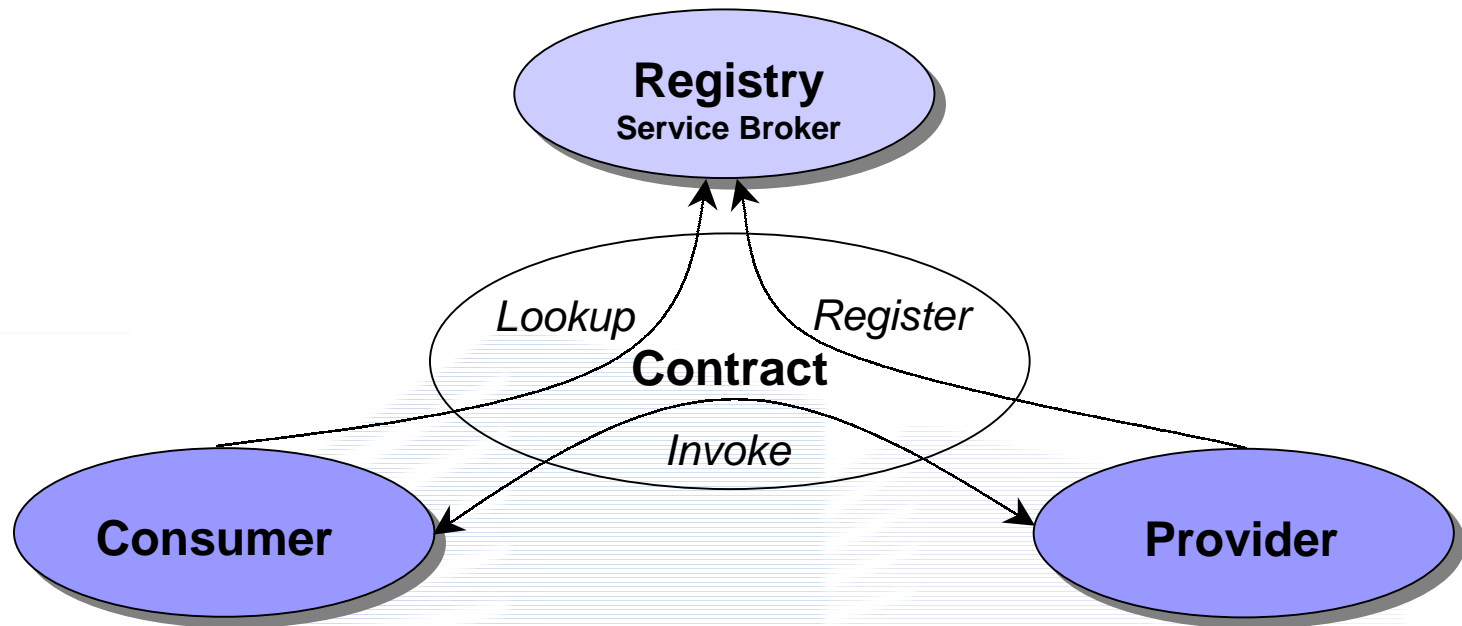 Registry
Service Broker
Lookup
Register
Contract
Invoke
Consumer
Provider